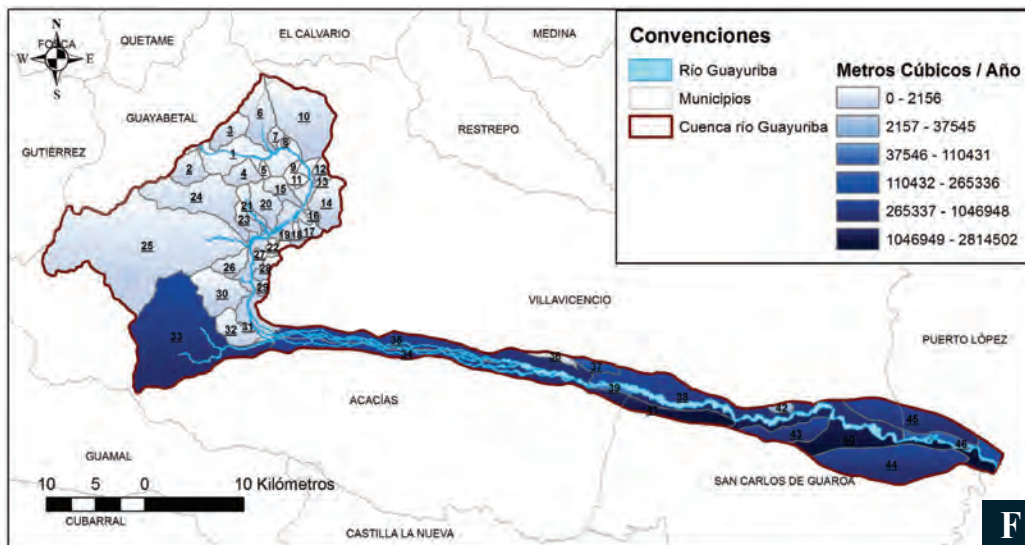 N
W E
S
FOSCA
QUETAME
EL CALVARIO
MEDINA
GUAYABETAL
GUTIÉRREZ
RESTREPO
Convenciones
Río Guayuriba
Municipios
Cuenca río Guayuriba
Metros Cúbicos / Año
0 - 2156
2157 - 37545
37546 - 110431
110432 - 265336
265337 - 1046948
1046949 - 2814502
6
10
3
7
8
1
2
4
5
9
11
12
13
24
15
14
21
20
16
23
19
18
17
25
22
27
26
28
29
30
32
31
33
35
34
36
37
39
38
42
43
45
46
44
VILLAVICENCIO
PUERTO LÓPEZ
ACACÍAS
GUAMAL
SAN CARLOS DE GUAROA
10 5 0 10 Kilómetros
CUBARRAL
CASTILLA LA NUEVA
F